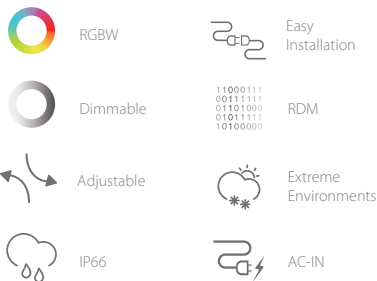 RGBW
Easy
Installation
Dimmable
11000111
00111111
01101000
01011111
10100000
RDM
Adjustable
Extreme
Environments
IP66
AC-IN